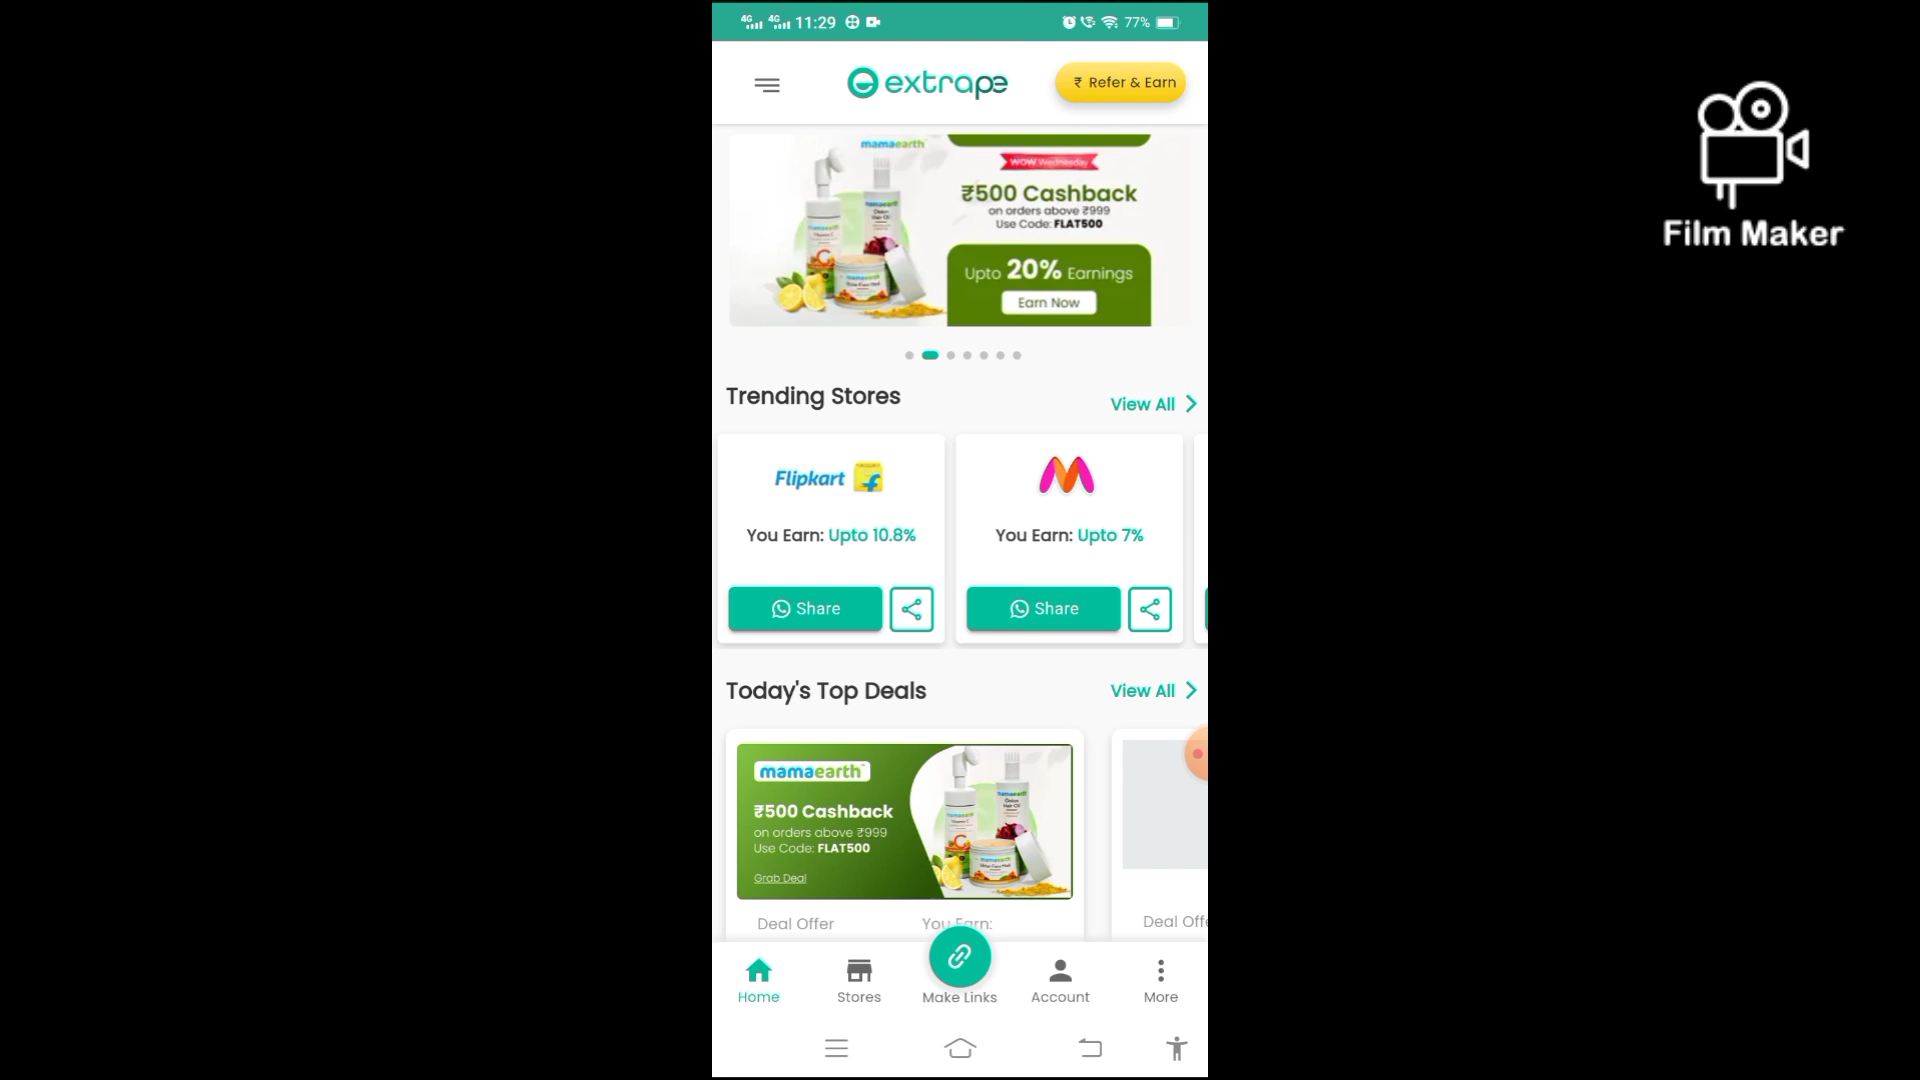 4G 4G 11:29 77%
extrape
₹ Refer & Earn
Film Maker
mamaearth
WOW Wednesday
₹500 Cashback
on orders above ₹999
Use Code: FLAT500
Upto 20% Earnings
Earn Now
Trending Stores
View All
Flipkart
You Earn: Upto 10.8%
You Earn: Upto 7%
Share
Share
Today's Top Deals
View All
mamaearth
₹500 Cashback
on orders above ₹999
Use Code: FLAT500
Grab Deal
Deal Offer
You Earn:
Deal Offe
Home
Stores
Make Links
Account
More